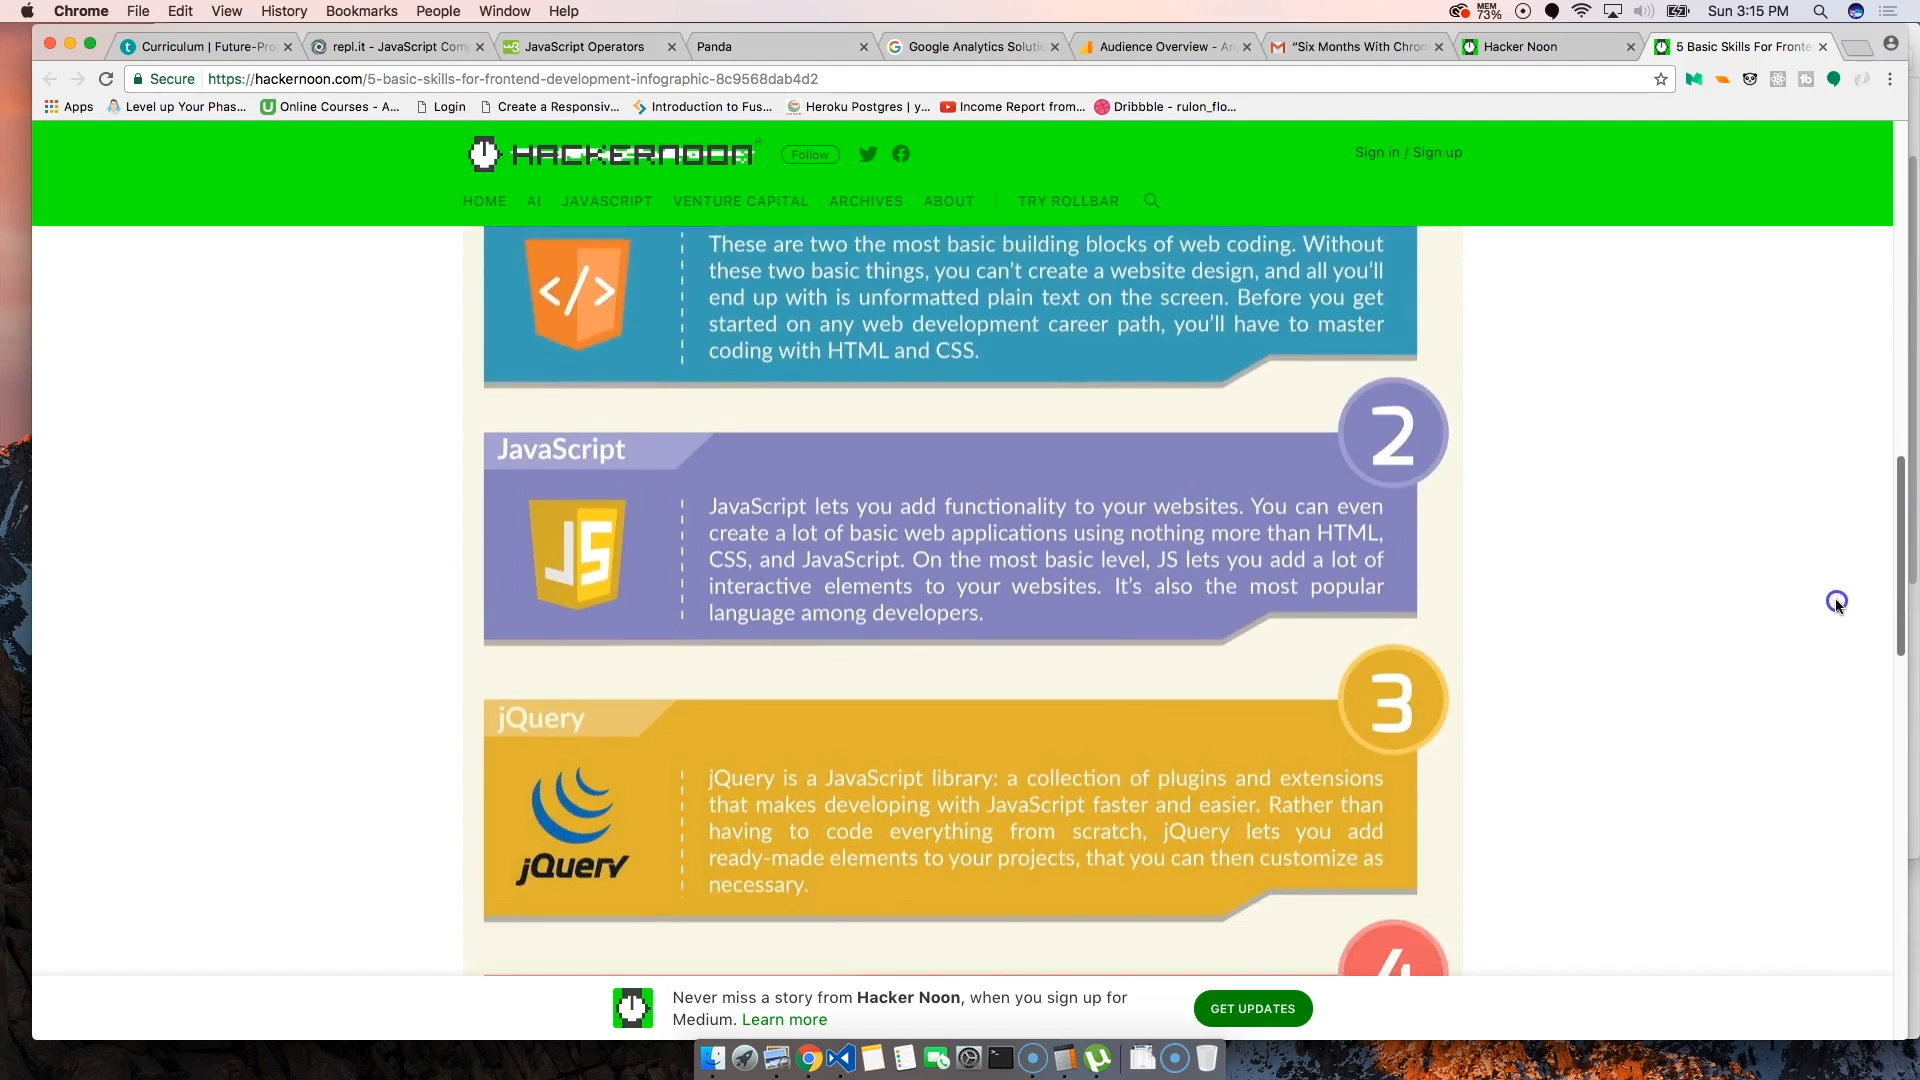 Chrome File Edit View History Bookmarks People Window Help
MEM 73% Sun 3:15 PM
Curriculum | Future-Pro
repl.it - JavaScript Com
JavaScript Operators
Panda
Google Analytics Soluti
Audience Overview - An
"Six Months With Chrom
Hacker Noon
5 Basic Skills For Fronte
Secure https://hackernoon.com/5-basic-skills-for-frontend-development-infographic-8c9568dab4d2
Apps Level up Your Phas... Online Courses - A... Login Create a Responsiv... Introduction to Fus... Heroku Postgres | y... Income Report from... Dribbble - rulon_flo...
HACKERNOON Follow Sign in / Sign up
HOME AI JAVASCRIPT VENTURE CAPITAL ARCHIVES ABOUT | TRY ROLLBAR
These are two the most basic building blocks of web coding. Without
these two basic things, you can't create a website design, and all you'll
end up with is unformatted plain text on the screen. Before you get
started on any web development career path, you'll have to master
coding with HTML and CSS.
</>
2
JavaScript
JS
JavaScript lets you add functionality to your websites. You can even
create a lot of basic web applications using nothing more than HTML,
CSS, and JavaScript. On the most basic level, JS lets you add a lot of
interactive elements to your websites. It's also the most popular
language among developers.
3
jQuery
jQuery
jQuery is a JavaScript library: a collection of plugins and extensions
that makes developing with JavaScript faster and easier. Rather than
having to code everything from scratch, jQuery lets you add
ready-made elements to your projects, that you can then customize as
necessary.
4
Never miss a story from Hacker Noon, when you sign up for
Medium. Learn more
GET UPDATES